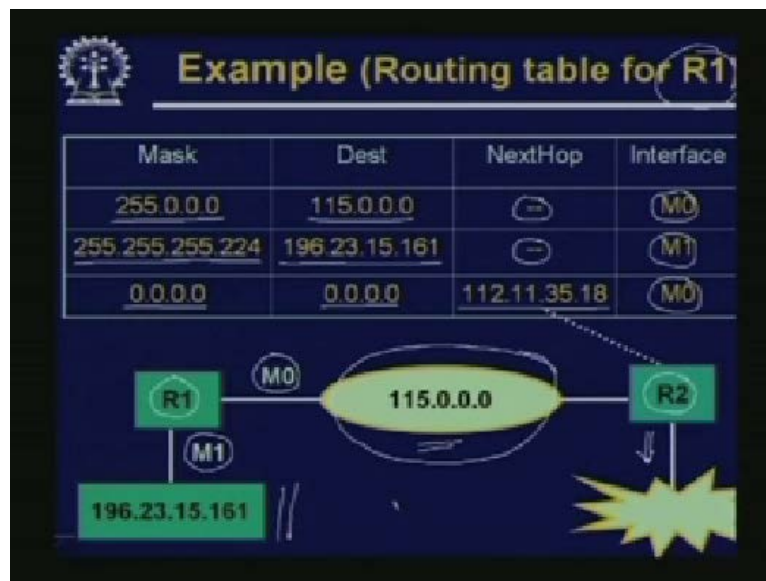 Example (Routing table for R1)
Mask Dest NextHop Interface
255.0.0.0 115.0.0.0 -- M0
255.255.255.224 196.23.15.161 -- M1
0.0.0.0 0.0.0.0 112.11.35.18 M0
M0
R1 115.0.0.0 R2
M1
196.23.15.161